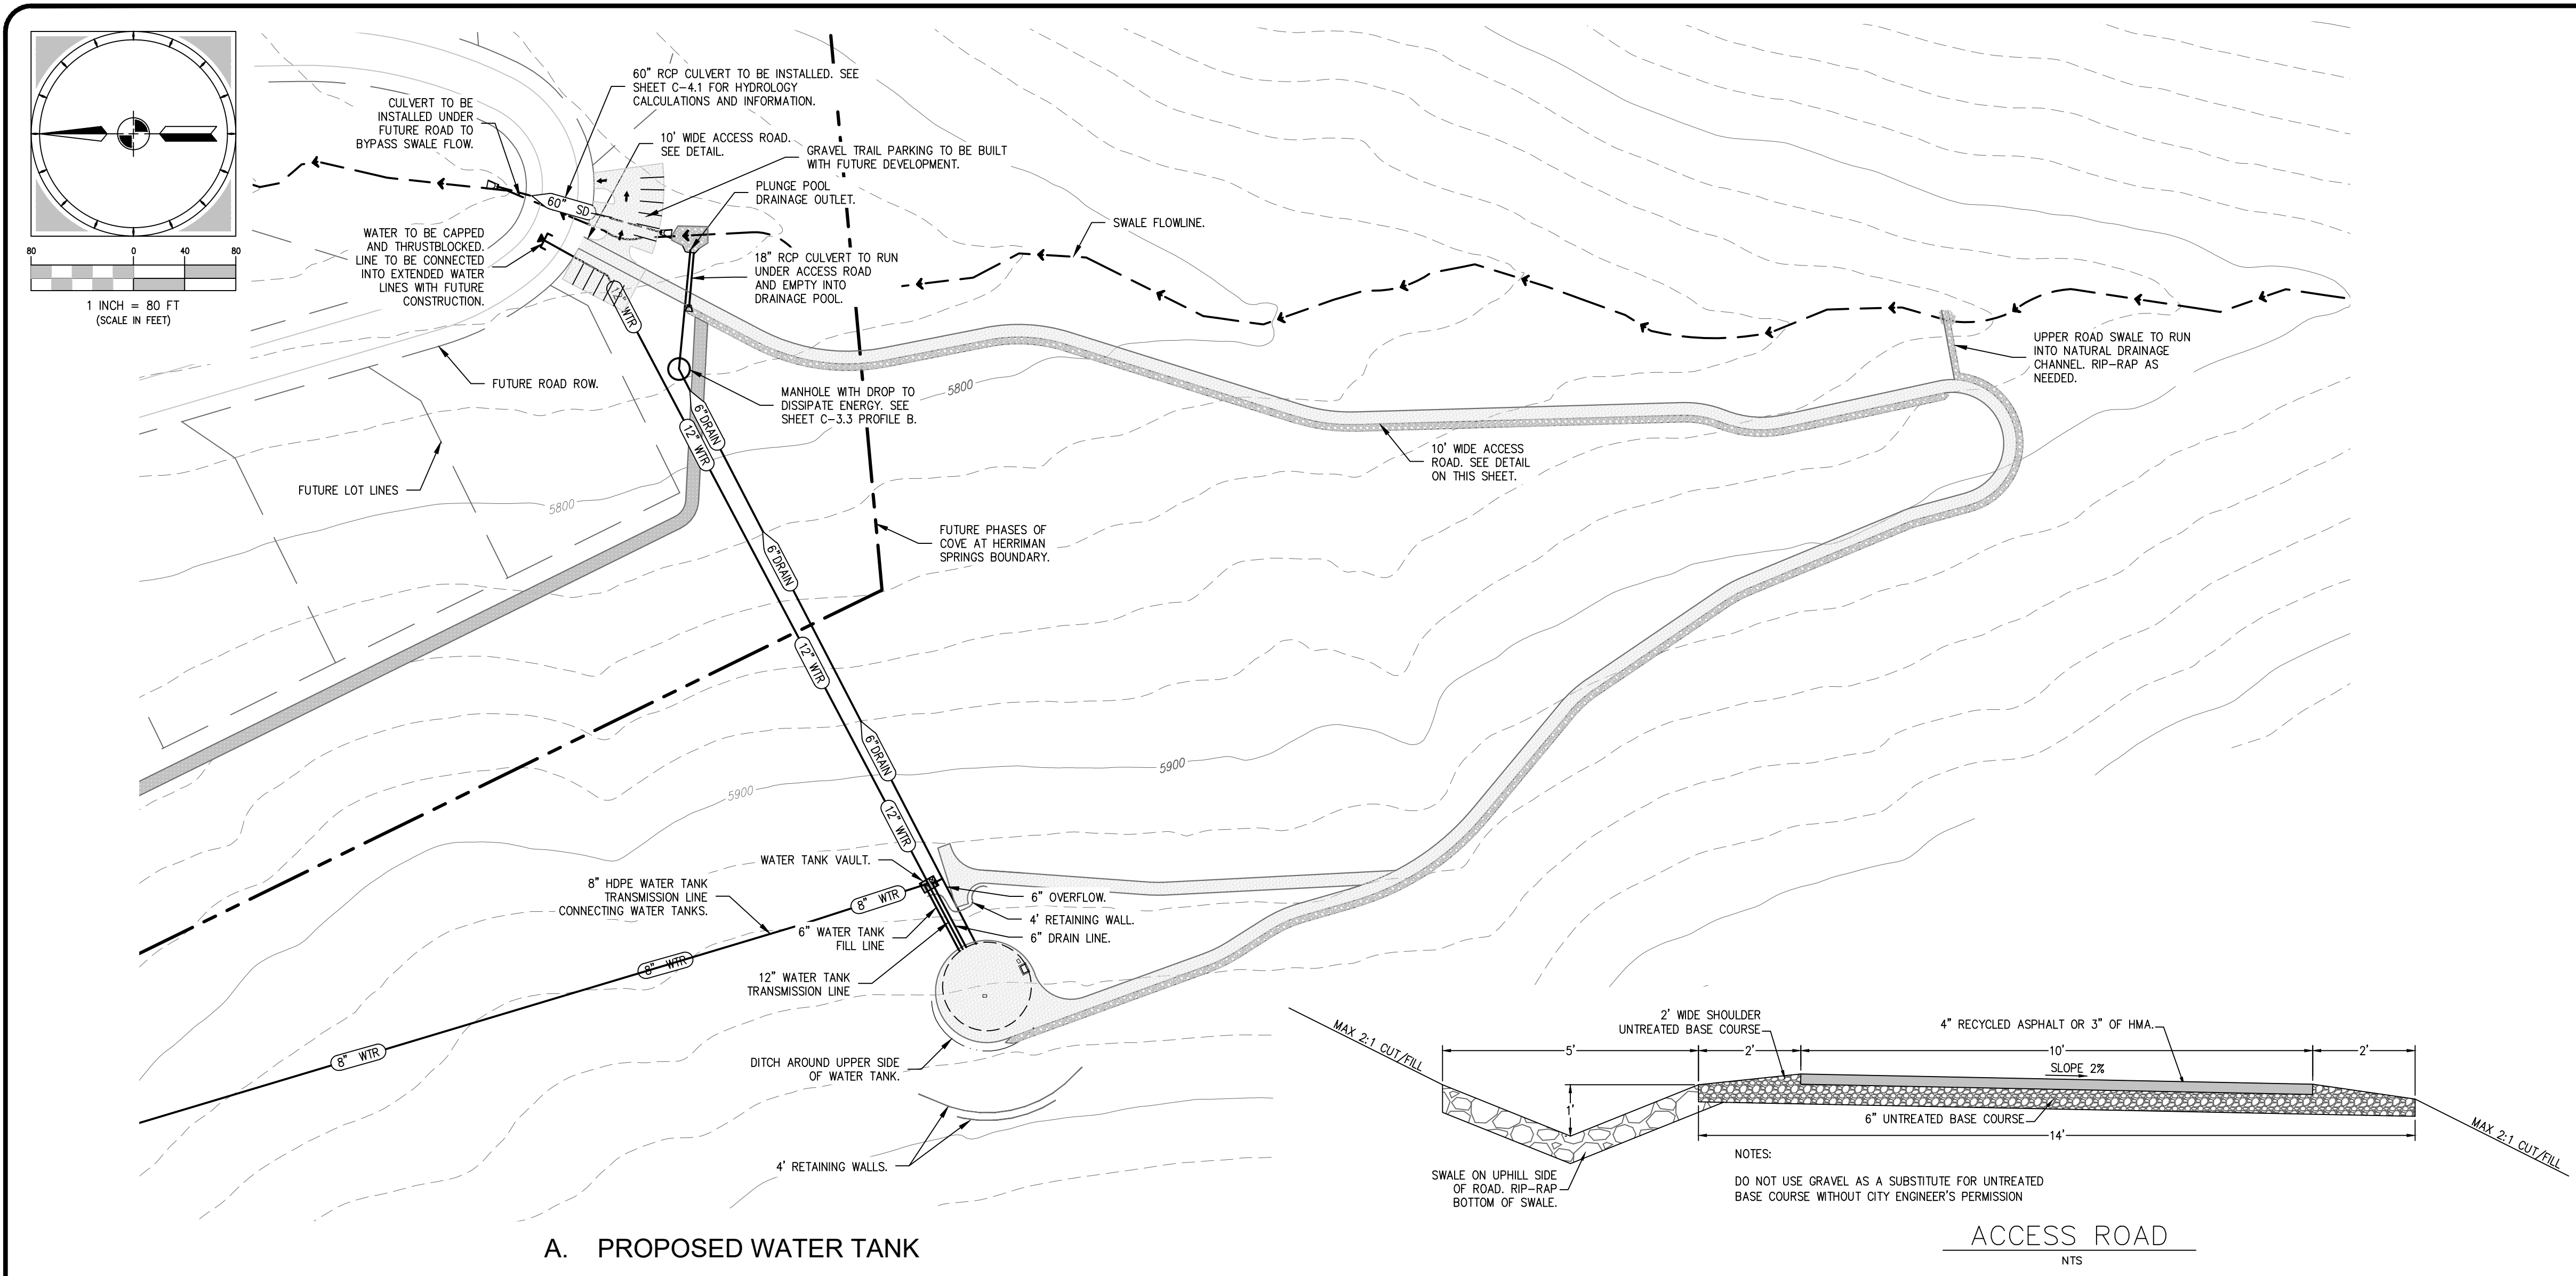 60" RCP CULVERT TO BE INSTALLED. SEE
SHEET C-4.1 FOR HYDROLOGY
CALCULATIONS AND INFORMATION.
CULVERT TO BE
INSTALLED UNDER
FUTURE ROAD TO
BYPASS SWALE FLOW.
10' WIDE ACCESS ROAD.
SEE DETAIL.
GRAVEL TRAIL PARKING TO BE BUILT
WITH FUTURE DEVELOPMENT.
PLUNGE POOL
DRAINAGE OUTLET.
60" SD
SWALE FLOWLINE.
WATER TO BE CAPPED
AND THRUSTBLOCKED.
LINE TO BE CONNECTED
INTO EXTENDED WATER
LINES WITH FUTURE
CONSTRUCTION.
80 0 40 80
1 INCH = 80 FT
(SCALE IN FEET)
18" RCP CULVERT TO RUN
UNDER ACCESS ROAD
AND EMPTY INTO
DRAINAGE POOL.
12" WTR
UPPER ROAD SWALE TO RUN
INTO NATURAL DRAINAGE
CHANNEL. RIP-RAP AS
NEEDED.
FUTURE ROAD ROW.
MANHOLE WITH DROP TO
DISSIPATE ENERGY. SEE
SHEET C-3.3 PROFILE B.
5800
6"DRAIN
12" WTR
10' WIDE ACCESS
ROAD. SEE DETAIL
ON THIS SHEET.
FUTURE LOT LINES
5800
FUTURE PHASES OF
COVE AT HERRIMAN
SPRINGS BOUNDARY.
6"DRAIN
12" WTR
6"DRAIN
5900
5900
12" WTR
WATER TANK VAULT.
8" HDPE WATER TANK
TRANSMISSION LINE
CONNECTING WATER TANKS.
8" WTR
6" OVERFLOW.
4' RETAINING WALL.
6" DRAIN LINE.
6" WATER TANK
FILL LINE
8" WTR
12" WATER TANK
TRANSMISSION LINE
8" WTR
DITCH AROUND UPPER SIDE
OF WATER TANK.
4' RETAINING WALLS.
A. PROPOSED WATER TANK
MAX 2:1 CUT/FILL
2' WIDE SHOULDER
UNTREATED BASE COURSE
4" RECYCLED ASPHALT OR 3" OF HMA.
5' 2' 10' 2'
SLOPE 2%
1'
6" UNTREATED BASE COURSE
14'
MAX 2:1 CUT/FILL
SWALE ON UPHILL SIDE
OF ROAD. RIP-RAP
BOTTOM OF SWALE.
NOTES:
DO NOT USE GRAVEL AS A SUBSTITUTE FOR UNTREATED
BASE COURSE WITHOUT CITY ENGINEER'S PERMISSION
ACCESS ROAD
NTS